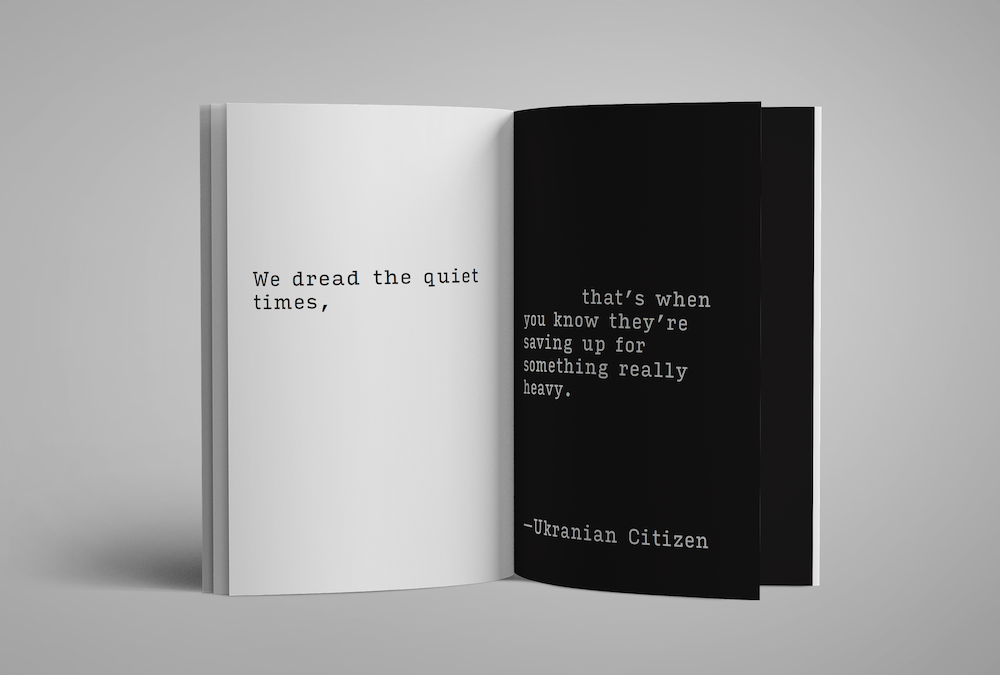 We dread the quiet
times,
that’s when
you know they’re
saving up for
something really
heavy.
—Ukranian Citizen